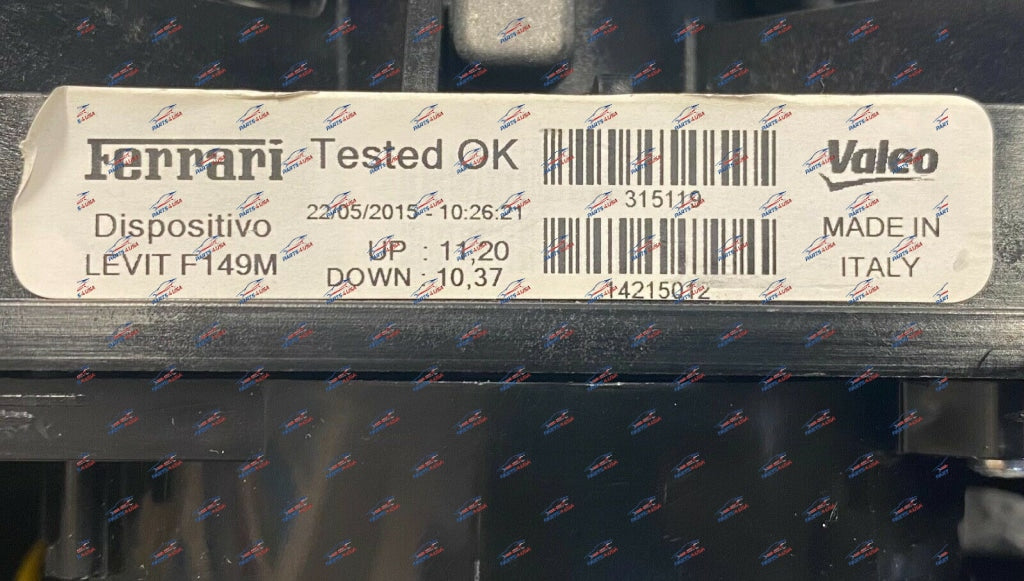 Ferrari
Dispositivo
LEVIT F149M
Tested OK
22/05/2015 - 10:26:21
UP : 11,20
DOWN : 10,37
315119
14215012
Valeo
MADE IN
ITALY
PARTS4USA